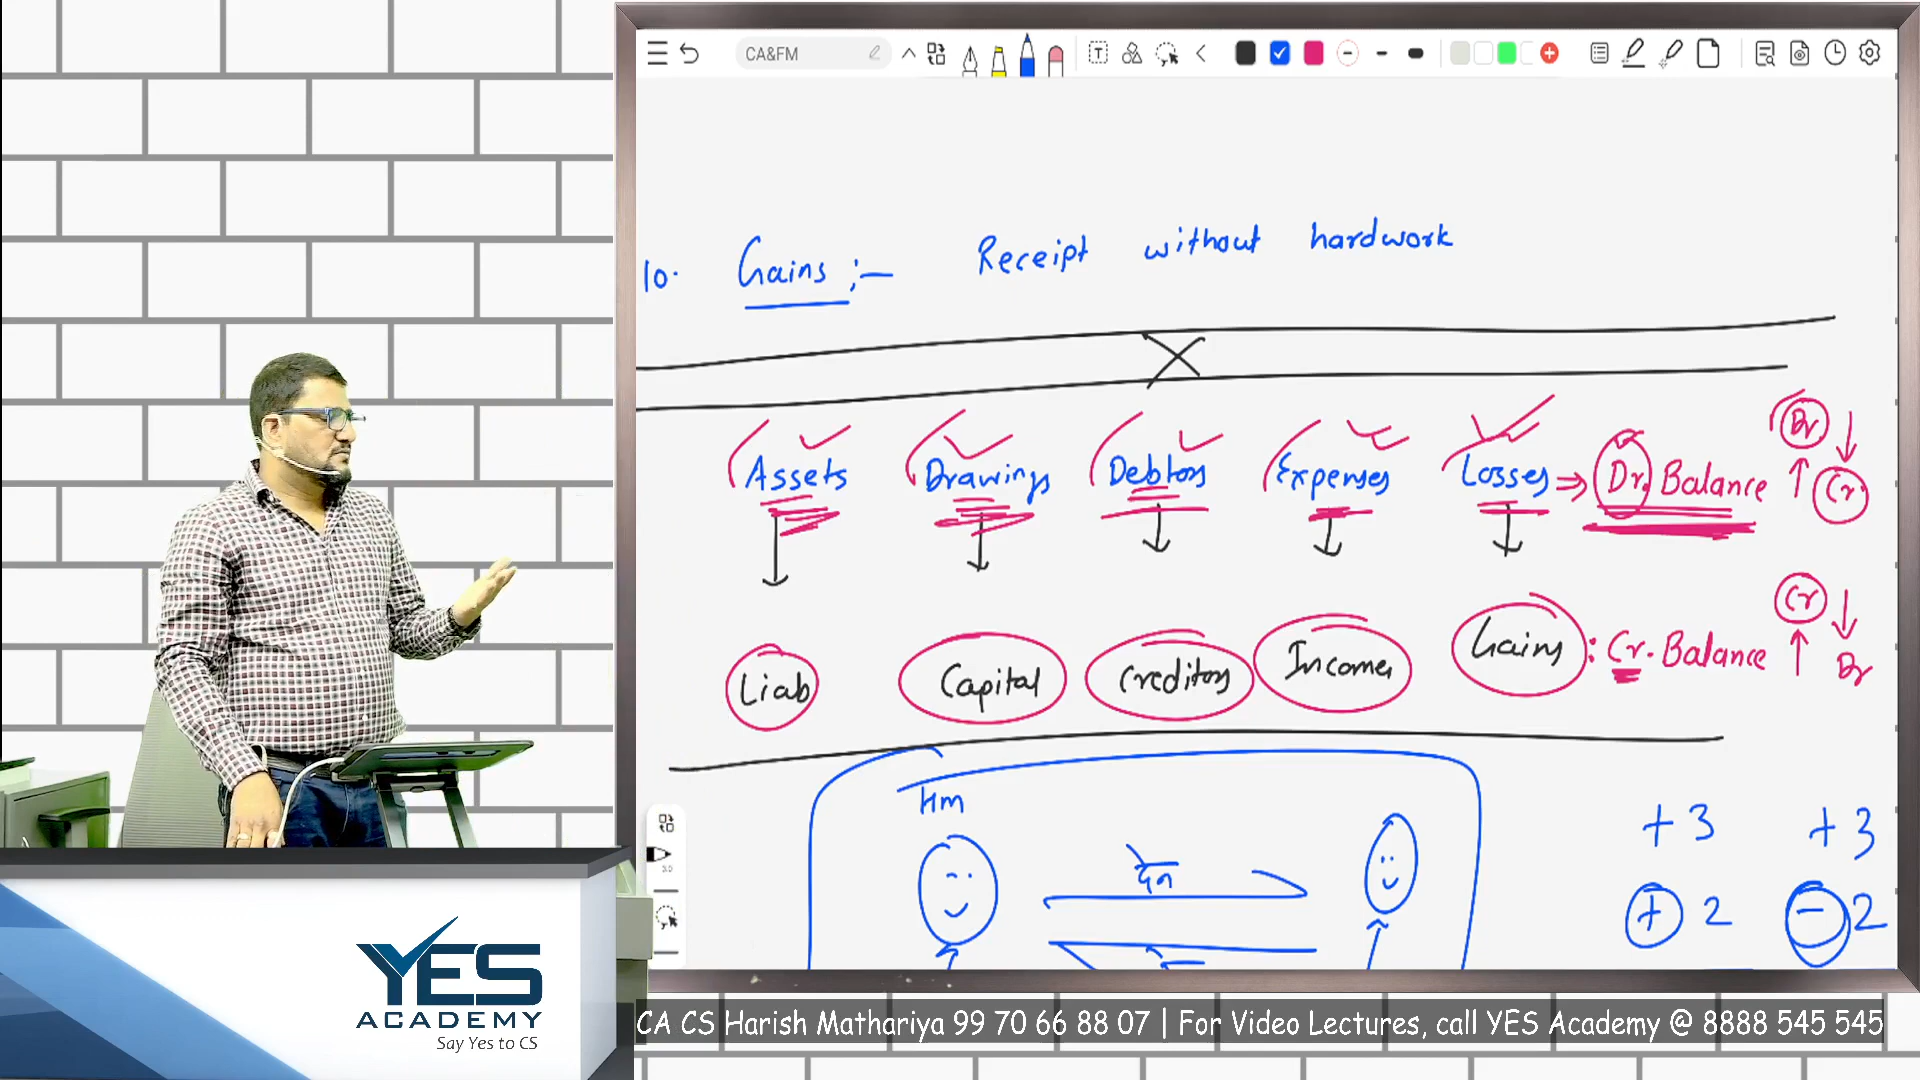 CA&FM
T
10. Gains :- Receipt without hardwork
Assets Drawings Debtors Expenses Losses ⇒ Dr. Balance
Dr ↓
↑ Cr.
Liab Capital Creditors Incomes Gains : Cr. Balance
Cr ↓
↑ Dr
+3 +3
+ 2 - 2
YES
ACADEMY
Say Yes to CS
CA CS Harish Mathariya 99 70 66 88 07 | For Video Lectures, call YES Academy @ 8888 545 545